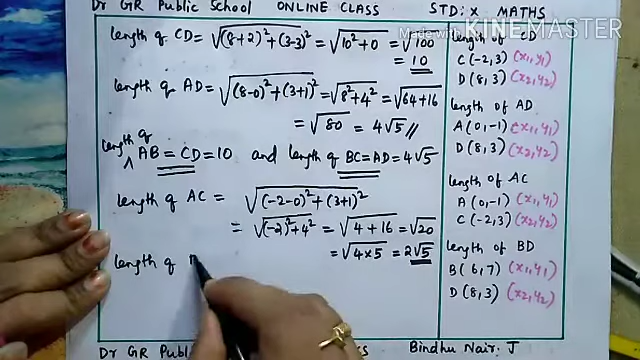 Dr GR Public School ONLINE CLASS STD: X MATHS
Made with KINEMASTER
length of CD = √(8+2)² + (3-3)² = √10² + 0 = √100
= 10
length of AD = √(8-0)² + (3+1)² = √8² + 4² = √64 + 16
= √80 = 4√5 //
length of AB = CD = 10 and length of BC = AD = 4√5
length of AC = √(-2-0)² + (3+1)²
= √(-2)² + 4² = √4 + 16 = √20
= √4×5 = 2√5
length of
length of CD
C (-2, 3) (x₁, y₁)
D (8, 3) (x₂, y₂)
length of AD
A (0, -1) (x₁, y₁)
D (8, 3) (x₂, y₂)
length of AC
A (0, -1) (x₁, y₁)
C (-2, 3) (x₂, y₂)
length of BD
B (6, 7) (x₁, y₁)
D (8, 3) (x₂, y₂)
Dr GR Publi SS Bindhu Nair. J